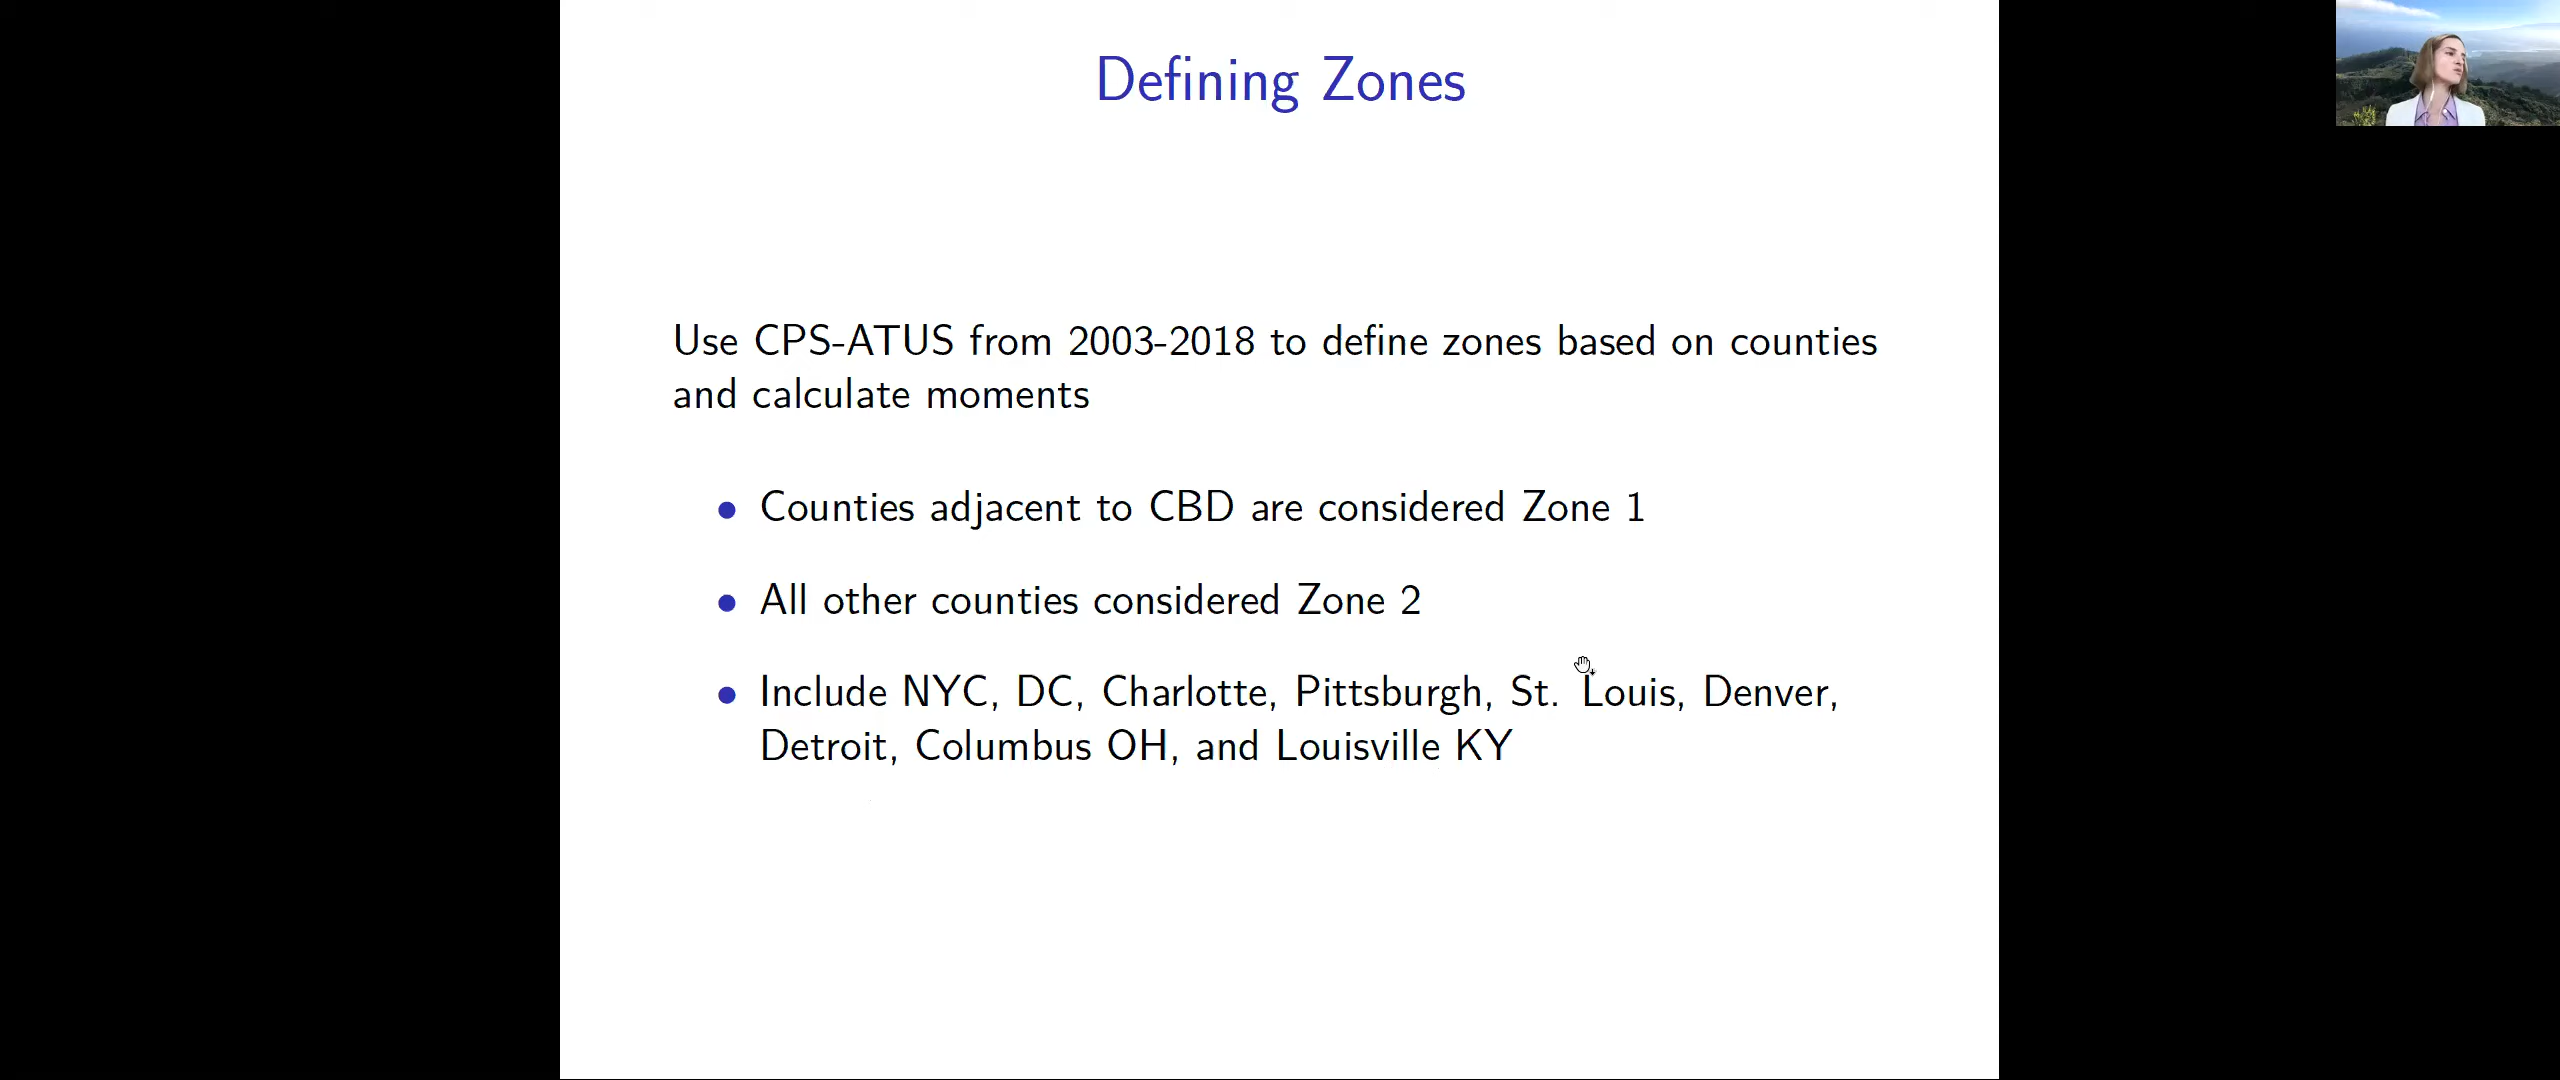 Defining Zones
Use CPS-ATUS from 2003-2018 to define zones based on counties
and calculate moments
• Counties adjacent to CBD are considered Zone 1
• All other counties considered Zone 2
• Include NYC, DC, Charlotte, Pittsburgh, St. Louis, Denver,
Detroit, Columbus OH, and Louisville KY